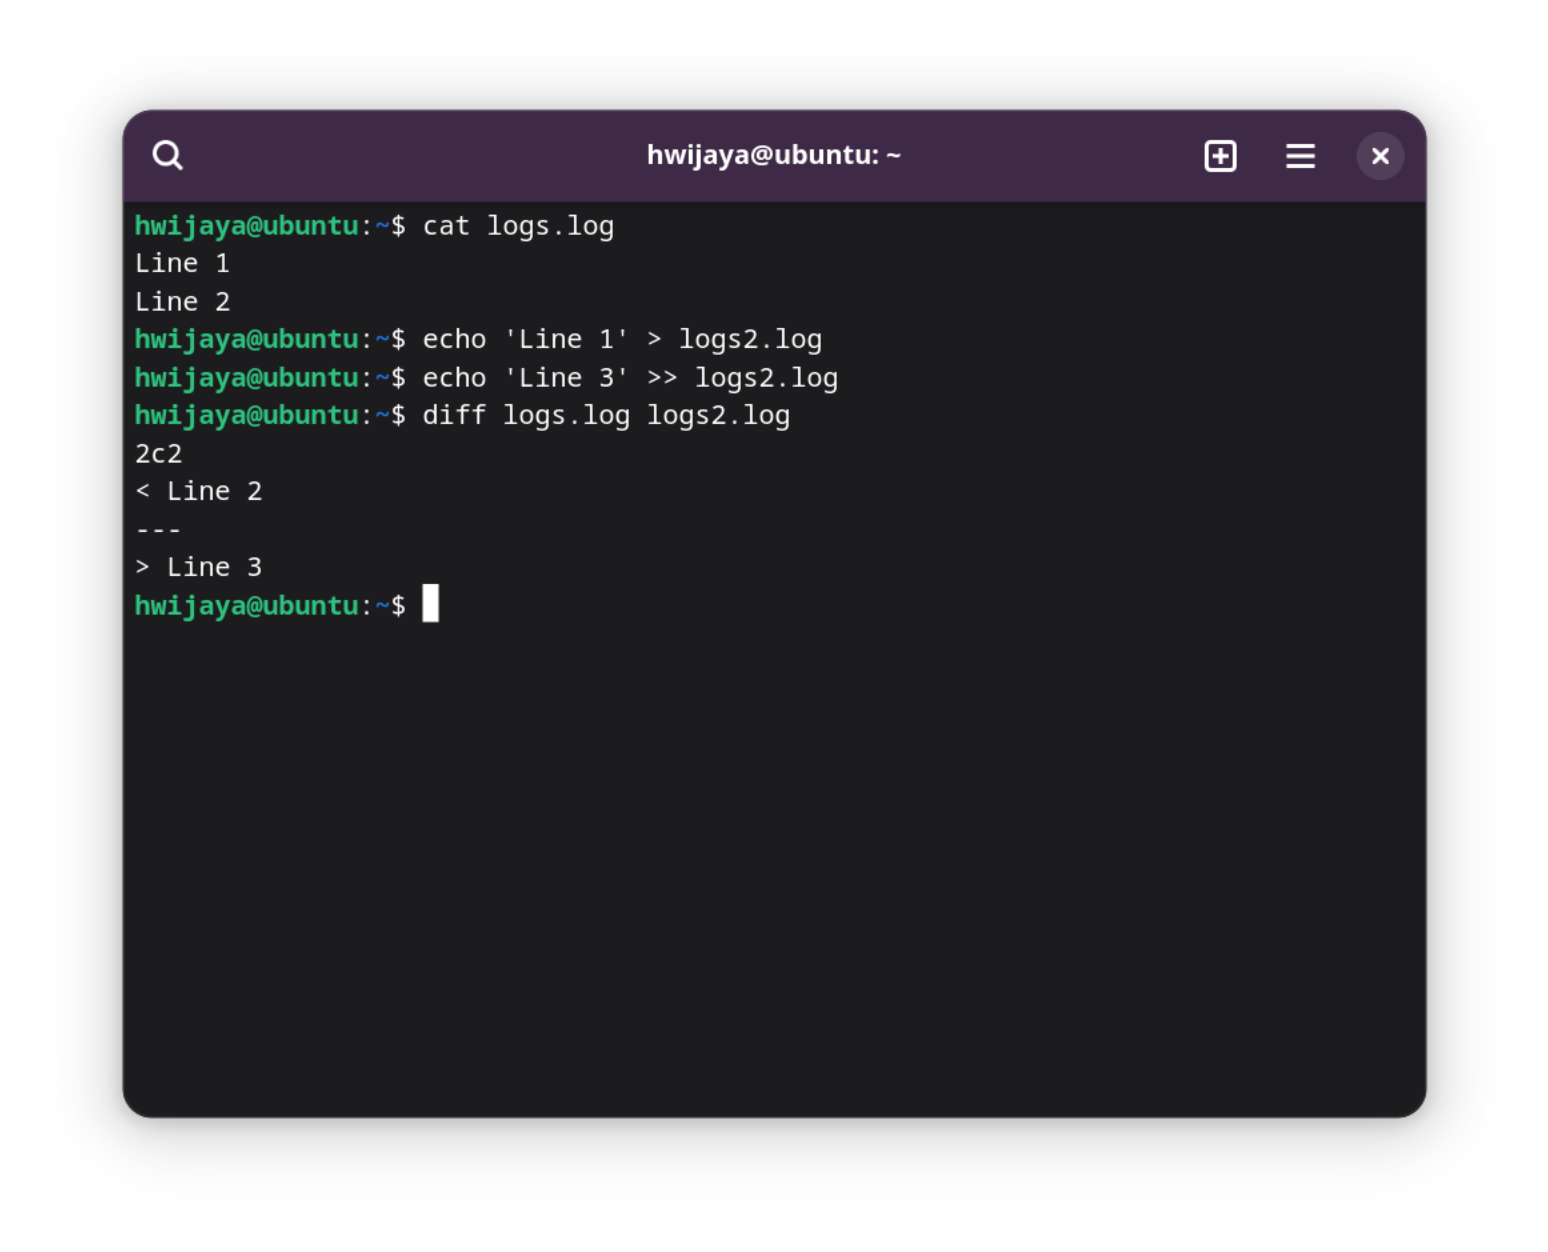 hwijaya@ubuntu: ~
hwijaya@ubuntu:~$ cat logs.log
Line 1
Line 2
hwijaya@ubuntu:~$ echo 'Line 1' > logs2.log
hwijaya@ubuntu:~$ echo 'Line 3' >> logs2.log
hwijaya@ubuntu:~$ diff logs.log logs2.log
2c2
< Line 2
---
> Line 3
hwijaya@ubuntu:~$